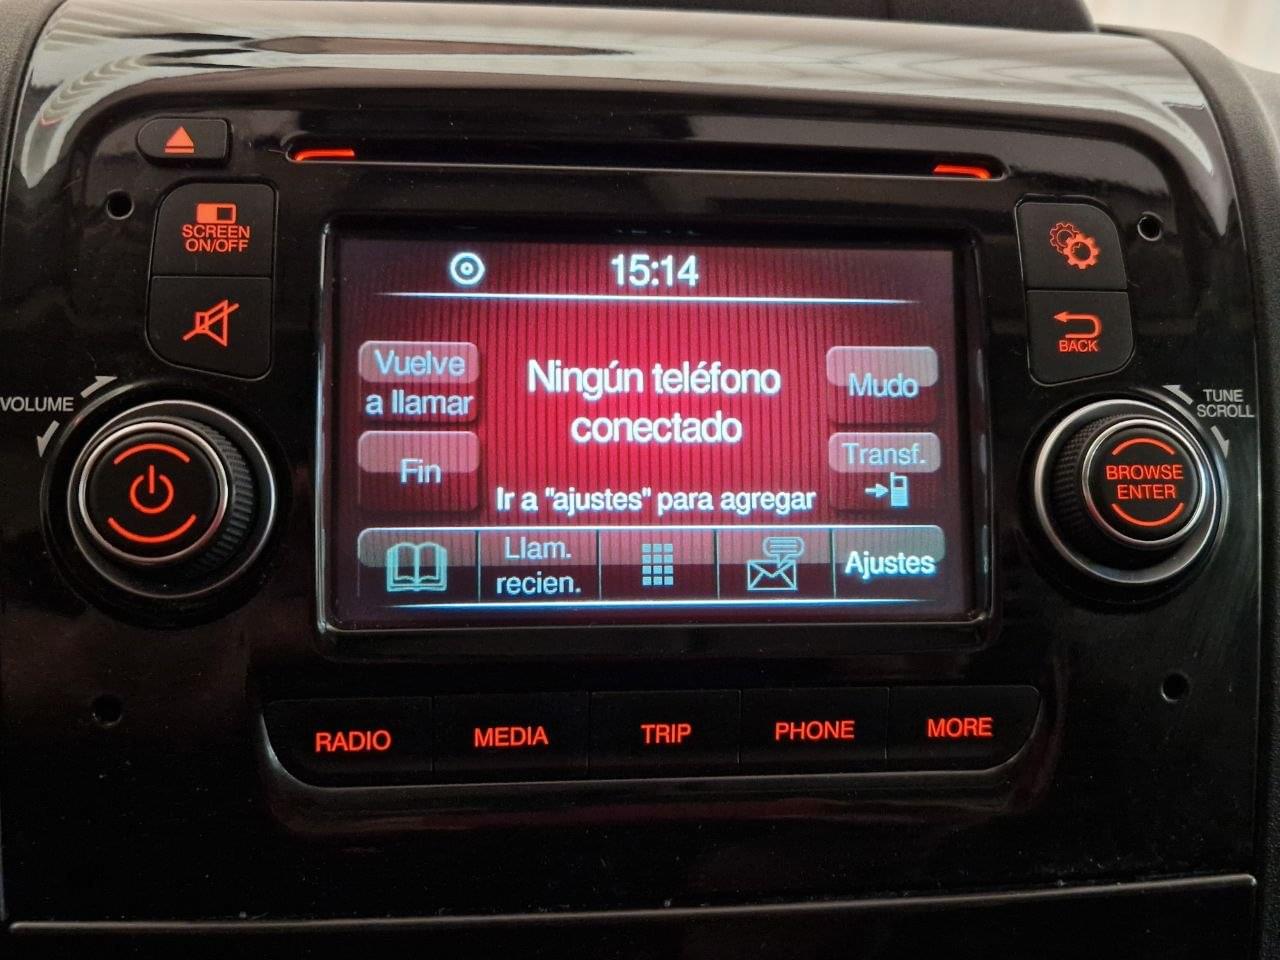 SCREEN
ON/OFF
BACK
VOLUME
TUNE
SCROLL
BROWSE
ENTER
15:14
Vuelve
a llamar
Ningún teléfono
conectado
Mudo
Fin
Transf.
Ir a "ajustes" para agregar
Llam.
recien.
Ajustes
RADIO
MEDIA
TRIP
PHONE
MORE